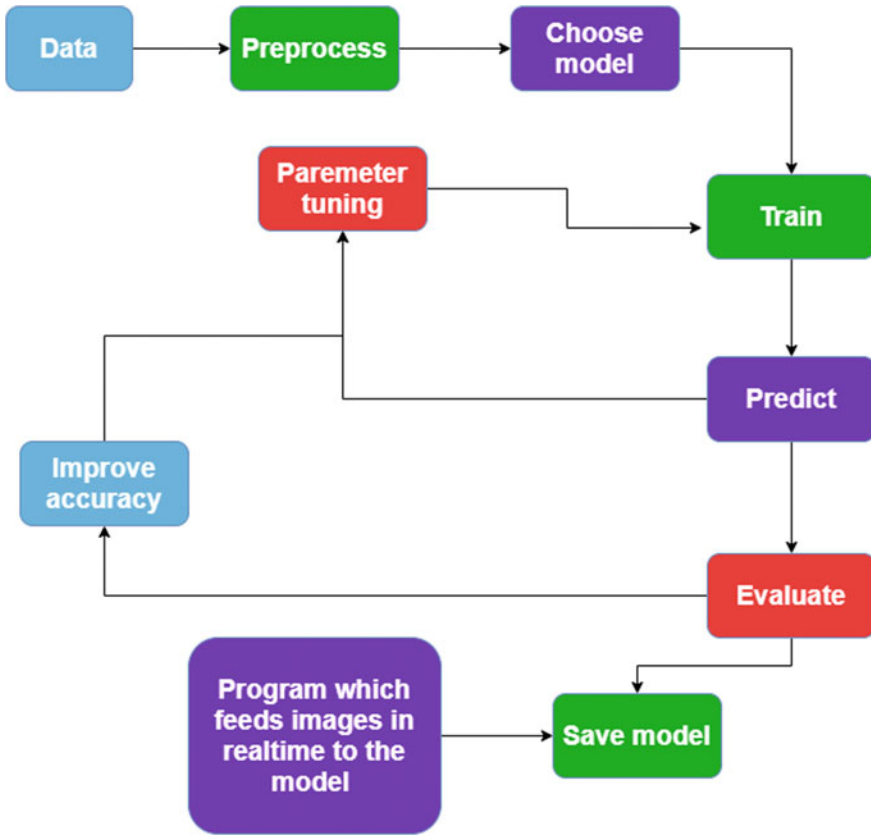 Data
Preprocess
Choose
model
Paremeter
tuning
Train
Predict
Improve
accuracy
Evaluate
Program which
feeds images in
realtime to the
model
Save model